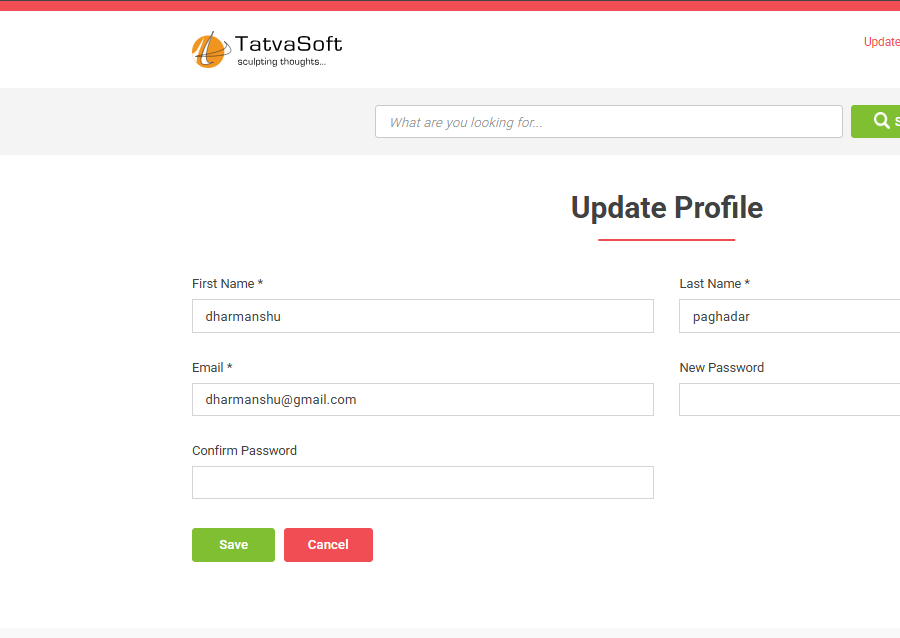 TatvaSoft
sculpting thoughts...
Update
What are you looking for...
S
Update Profile
First Name *
Last Name *
dharmanshu
paghadar
Email *
New Password
dharmanshu@gmail.com
Confirm Password
Save
Cancel